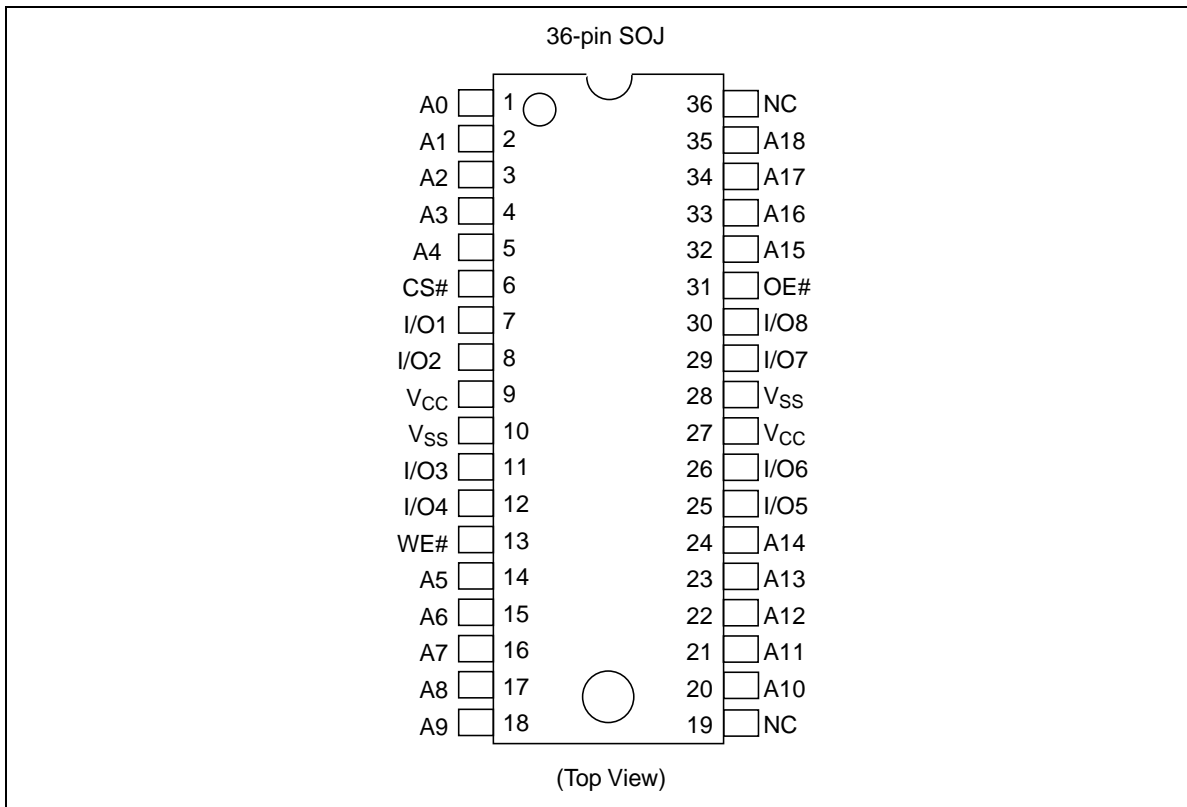 36-pin SOJ
A0 1 36 NC
A1 2 35 A18
A2 3 34 A17
A3 4 33 A16
A4 5 32 A15
CS# 6 31 OE#
I/O1 7 30 I/O8
I/O2 8 29 I/O7
VCC 9 28 VSS
VSS 10 27 VCC
I/O3 11 26 I/O6
I/O4 12 25 I/O5
WE# 13 24 A14
A5 14 23 A13
A6 15 22 A12
A7 16 21 A11
A8 17 20 A10
A9 18 19 NC
(Top View)